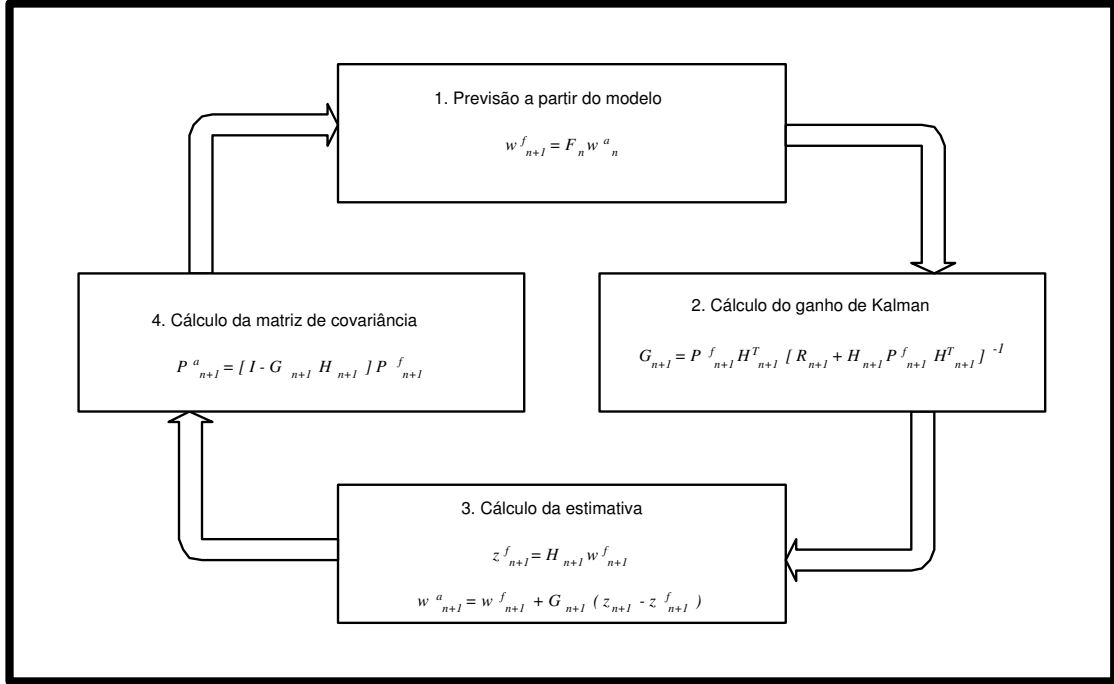 1. Previsão a partir do modelo
w^f_{n+1} = F_n w^a_n
2. Cálculo do ganho de Kalman
G_{n+1} = P^f_{n+1} H^T_{n+1} [ R_{n+1} + H_{n+1} P^f_{n+1} H^T_{n+1} ]^{-1}
3. Cálculo da estimativa
z^f_{n+1} = H_{n+1} w^f_{n+1}
w^a_{n+1} = w^f_{n+1} + G_{n+1} ( z_{n+1} - z^f_{n+1} )
4. Cálculo da matriz de covariância
P^a_{n+1} = [ I - G_{n+1} H_{n+1} ] P^f_{n+1}